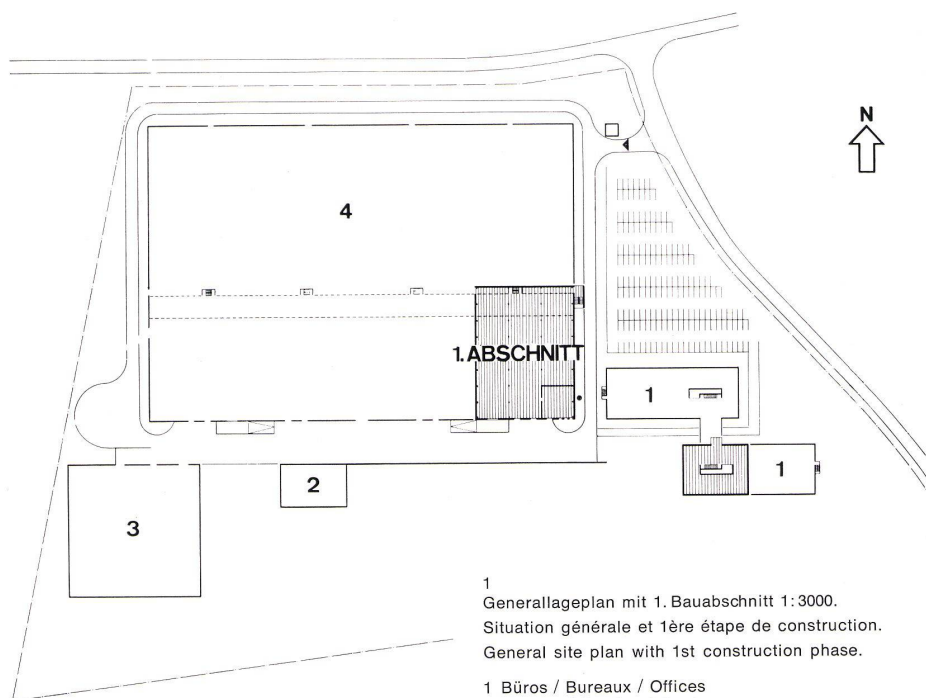 N
4
1. ABSCHNITT
1
1
2
3
1
Generallageplan mit 1. Bauabschnitt 1:3000.
Situation générale et 1ère étape de construction.
General site plan with 1st construction phase.
1 Büros / Bureaux / Offices